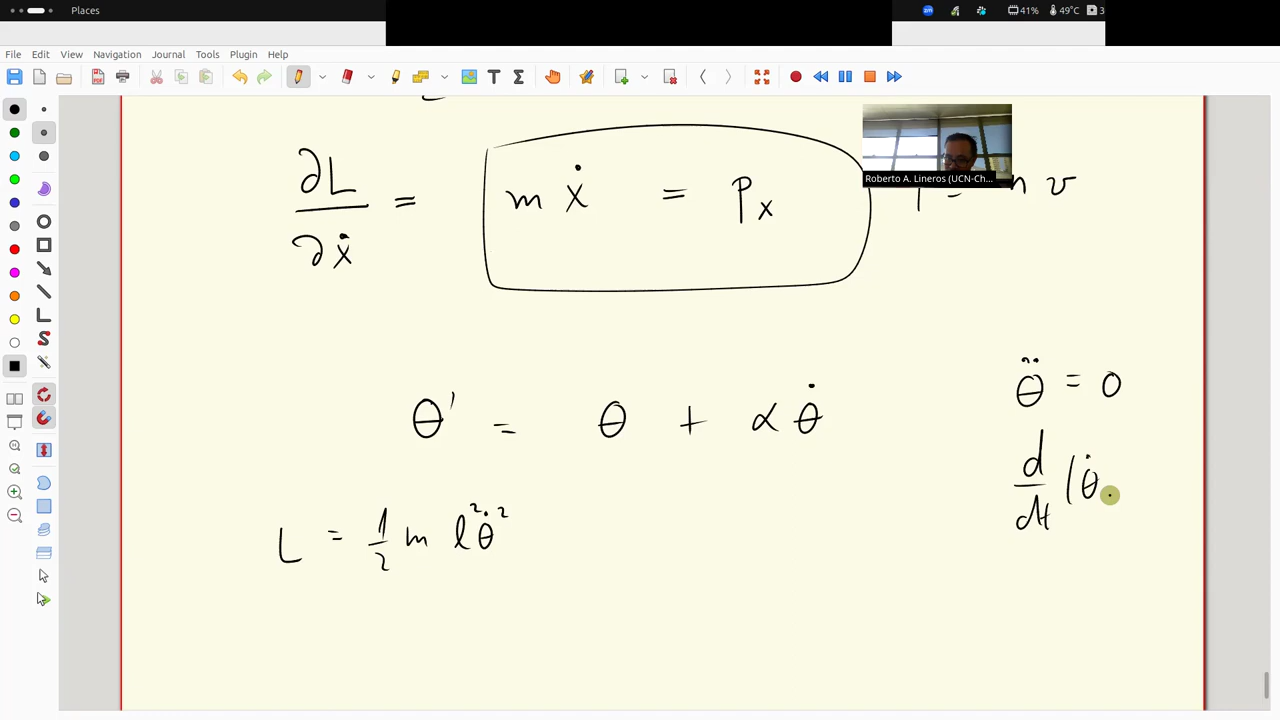 Places
41% 49°C 3
File Edit View Navigation Journal Tools Plugin Help
Roberto A. Lineros (UCN-Ch...
∂L/∂ẋ = m ẋ = pₓ
v
θ' = θ + α θ̇
θ̈ = 0
d/dt (θ̇
L = 1/2 m l² θ̇²